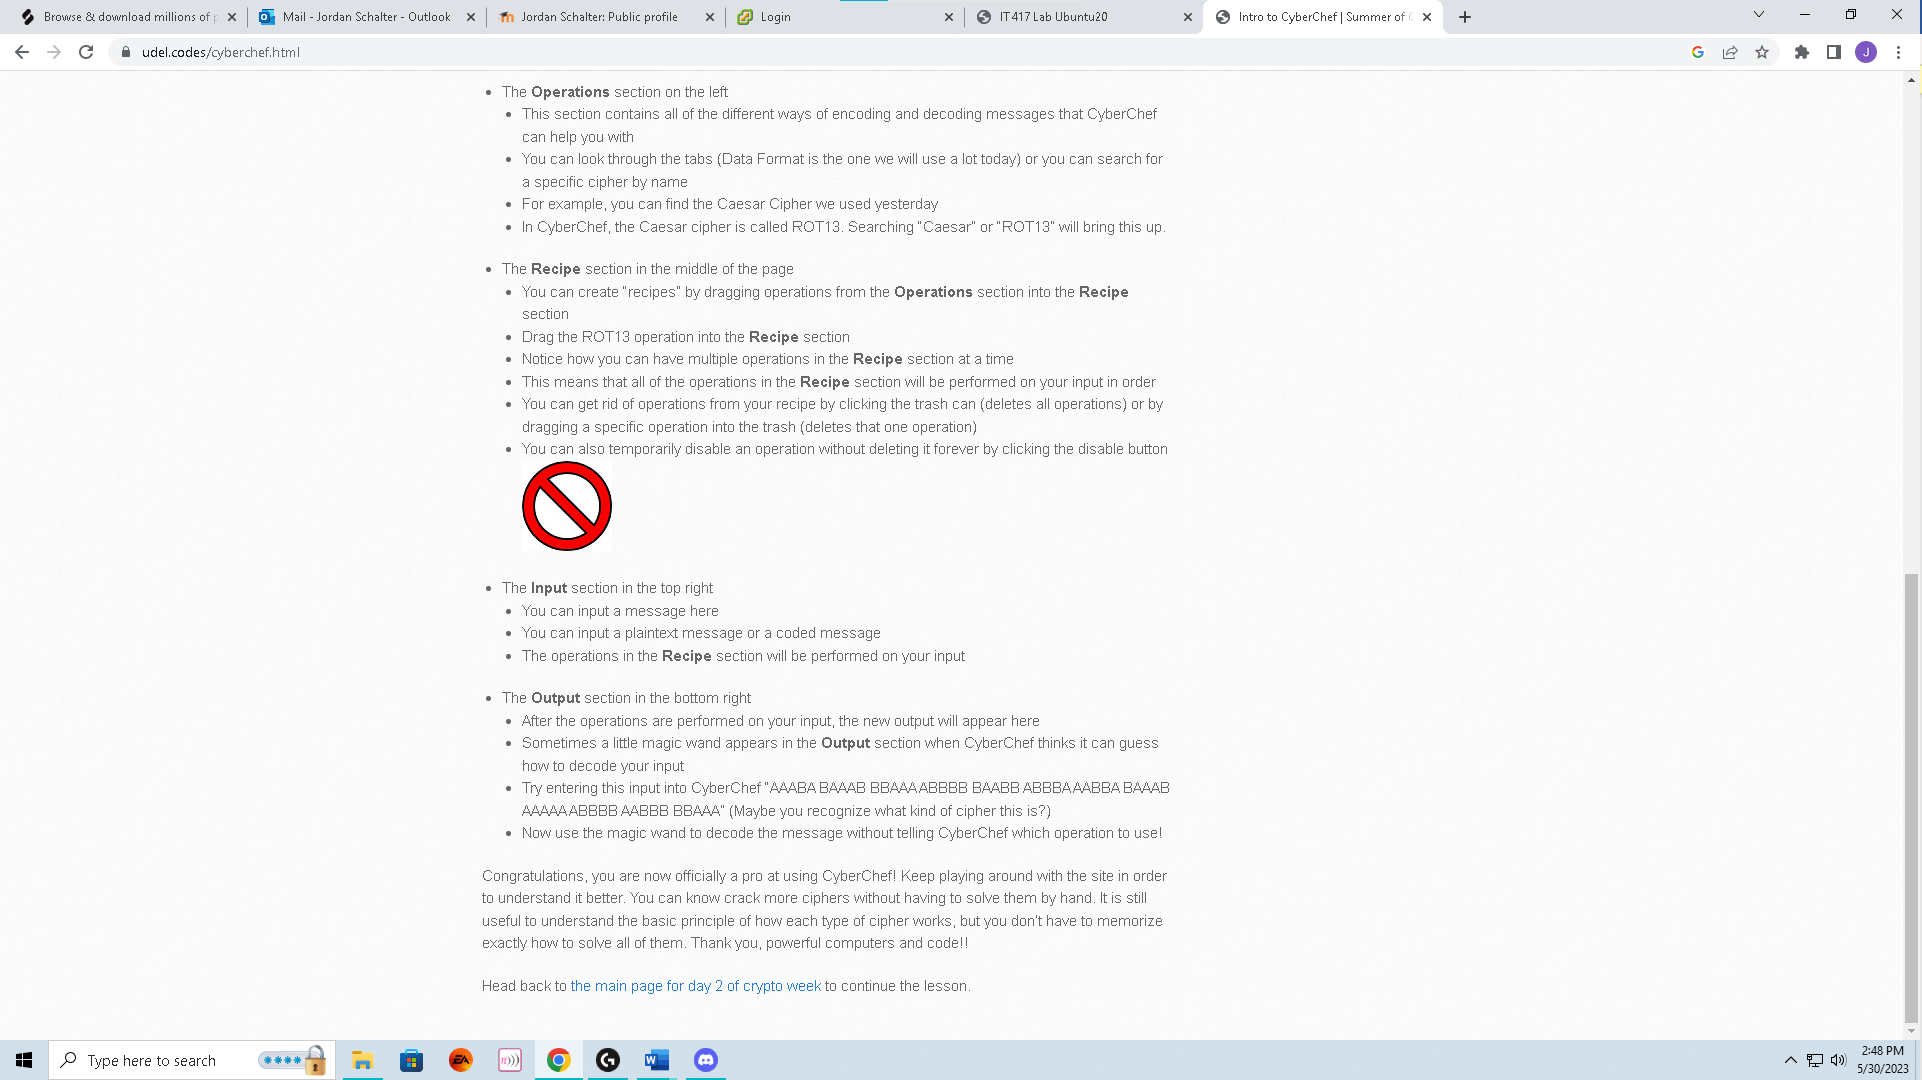 Browse & download millions of p
Mail - Jordan Schalter - Outlook
Jordan Schalter: Public profile
Login
IT417 Lab Ubuntu20
Intro to CyberChef | Summer of C
udel.codes/cyberchef.html
J
The Operations section on the left
This section contains all of the different ways of encoding and decoding messages that CyberChef
can help you with
You can look through the tabs (Data Format is the one we will use a lot today) or you can search for
a specific cipher by name
For example, you can find the Caesar Cipher we used yesterday
In CyberChef, the Caesar cipher is called ROT13. Searching "Caesar" or "ROT13" will bring this up.
The Recipe section in the middle of the page
You can create "recipes" by dragging operations from the Operations section into the Recipe
section
Drag the ROT13 operation into the Recipe section
Notice how you can have multiple operations in the Recipe section at a time
This means that all of the operations in the Recipe section will be performed on your input in order
You can get rid of operations from your recipe by clicking the trash can (deletes all operations) or by
dragging a specific operation into the trash (deletes that one operation)
You can also temporarily disable an operation without deleting it forever by clicking the disable button
The Input section in the top right
You can input a message here
You can input a plaintext message or a coded message
The operations in the Recipe section will be performed on your input
The Output section in the bottom right
After the operations are performed on your input, the new output will appear here
Sometimes a little magic wand appears in the Output section when CyberChef thinks it can guess
how to decode your input
Try entering this input into CyberChef "AAABA BAAAB BBAAA ABBBB BAABB ABBBA AABBA BAAAB
AAAAA ABBBB AABBB BBAAA" (Maybe you recognize what kind of cipher this is?)
Now use the magic wand to decode the message without telling CyberChef which operation to use!
Congratulations, you are now officially a pro at using CyberChef! Keep playing around with the site in order
to understand it better. You can know crack more ciphers without having to solve them by hand. It is still
useful to understand the basic principle of how each type of cipher works, but you don't have to memorize
exactly how to solve all of them. Thank you, powerful computers and code!!
Head back to the main page for day 2 of crypto week to continue the lesson.
Type here to search
EA
n)))
G
W
2:48 PM
5/30/2023